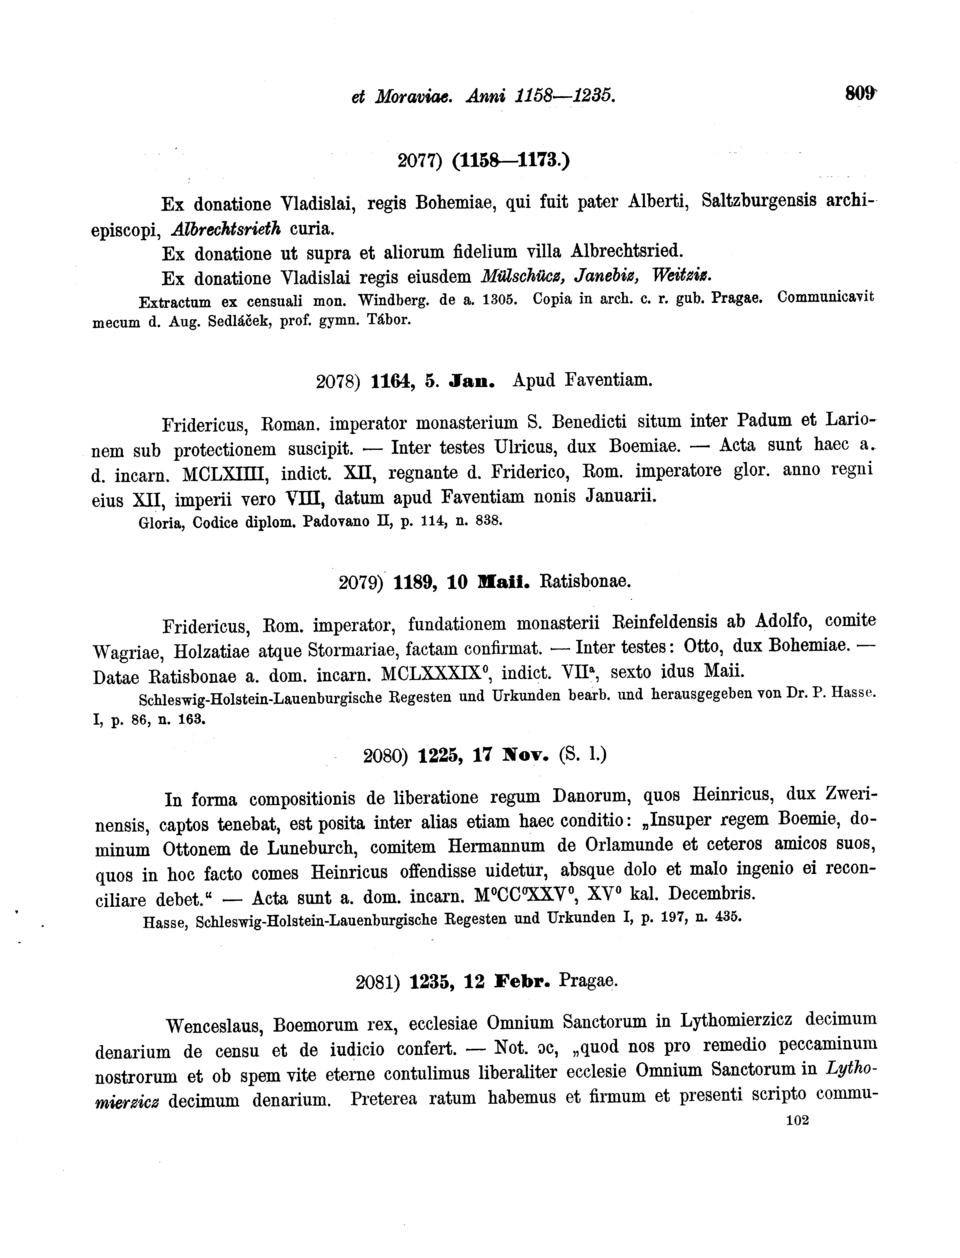 et Moraviae. Anni 1158—1235. 809
2077) (1158—1173.)
Ex donatione Vladislai, regis Bohemiae, qui fuit pater Alberti, Saltzburgensis archi-
episcopi, Albrechtsrieth curia.
Ex donatione ut supra et aliorum fidelium villa Albrechtsried.
Ex donatione Vladislai regis eiusdem Mülschücz, Janebiz, Weitziz.
Extractum ex censuali mon. Windberg. de a. 1305. Copia in arch. c. r. gub. Pragae. Communicavit
mecum d. Aug. Sedláček, prof. gymn. Tábor.
2078) 1164, 5. Jan. Apud Faventiam.
Fridericus, Roman. imperator monasterium S. Benedicti situm inter Padum et Lario-
nem sub protectionem suscipit. — Inter testes Ulricus, dux Boemiae. — Acta sunt haec a.
d. incarn. MCLXIIII, indict. XII, regnante d. Friderico, Rom. imperatore glor. anno regni
eius XII, imperii vero VIII, datum apud Faventiam nonis Januarii.
Gloria, Codice diplom. Padovano II, p. 114, n. 838.
2079) 1189, 10 Maii. Ratisbonae.
Fridericus, Rom. imperator, fundationem monasterii Reinfeldensis ab Adolfo, comite
Wagriae, Holzatiae atque Stormariae, factam confirmat. — Inter testes: Otto, dux Bohemiae. —
Datae Ratisbonae a. dom. incarn. MCLXXXIX⁰, indict. VIIª, sexto idus Maii.
Schleswig-Holstein-Lauenburgische Regesten und Urkunden bearb. und herausgegeben von Dr. P. Hasse.
I, p. 86, n. 163.
2080) 1225, 17 Nov. (S. l.)
In forma compositionis de liberatione regum Danorum, quos Heinricus, dux Zweri-
nensis, captos tenebat, est posita inter alias etiam haec conditio: „Insuper regem Boemie, do-
minum Ottonem de Luneburch, comitem Hermannum de Orlamunde et ceteros amicos suos,
quos in hoc facto comes Heinricus offendisse uidetur, absque dolo et malo ingenio ei recon-
ciliare debet.“ — Acta sunt a. dom. incarn. M⁰CC⁰XXV⁰, XV⁰ kal. Decembris.
Hasse, Schleswig-Holstein-Lauenburgische Regesten und Urkunden I, p. 197, n. 435.
2081) 1235, 12 Febr. Pragae.
Wenceslaus, Boemorum rex, ecclesiae Omnium Sanctorum in Lythomierzicz decimum
denarium de censu et de iudicio confert. — Not. ɔc, „quod nos pro remedio peccaminum
nostrorum et ob spem vite eterne contulimus liberaliter ecclesie Omnium Sanctorum in Lytho-
mierzicz decimum denarium. Preterea ratum habemus et firmum et presenti scripto commu-
102